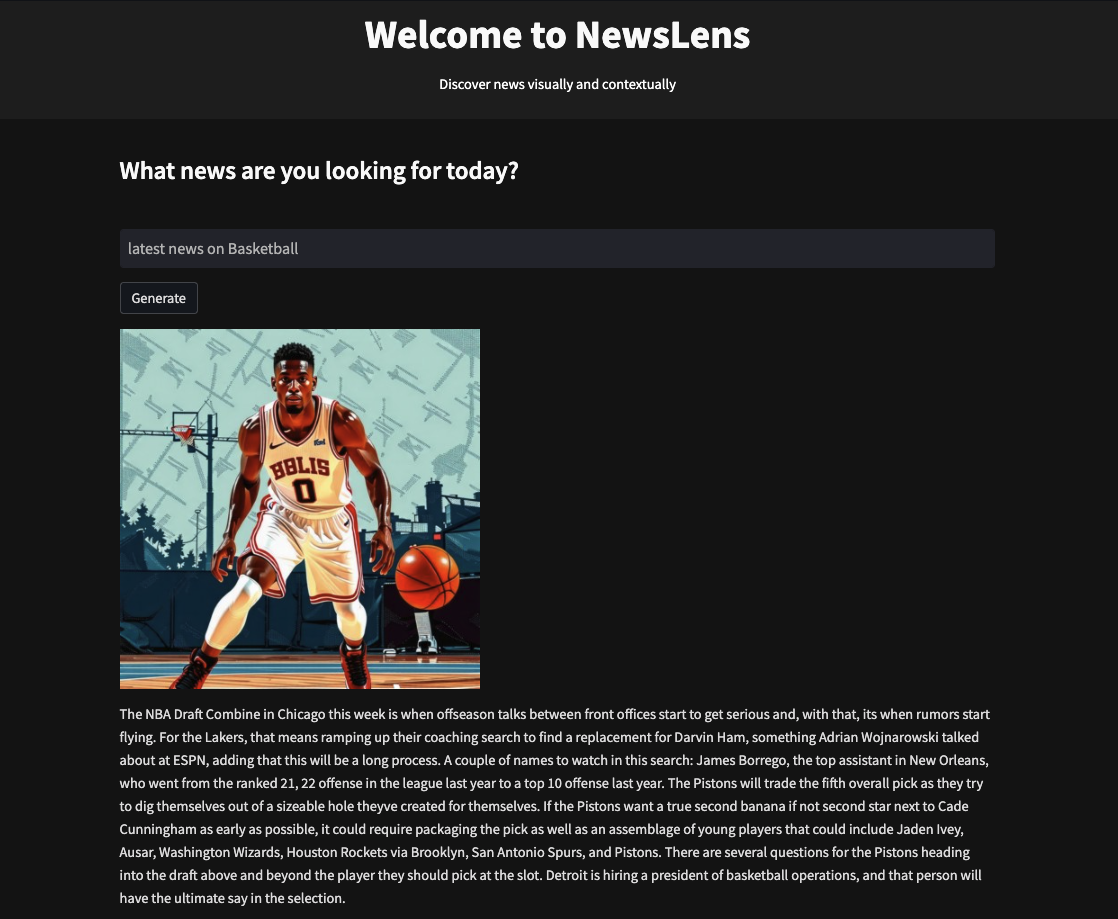 Welcome to NewsLens
Discover news visually and contextually
What news are you looking for today?
latest news on Basketball
Generate
BBLIS
0
The NBA Draft Combine in Chicago this week is when offseason talks between front offices start to get serious and, with that, its when rumors start
flying. For the Lakers, that means ramping up their coaching search to find a replacement for Darvin Ham, something Adrian Wojnarowski talked
about at ESPN, adding that this will be a long process. A couple of names to watch in this search: James Borrego, the top assistant in New Orleans,
who went from the ranked 21, 22 offense in the league last year to a top 10 offense last year. The Pistons will trade the fifth overall pick as they try
to dig themselves out of a sizeable hole theyve created for themselves. If the Pistons want a true second banana if not second star next to Cade
Cunningham as early as possible, it could require packaging the pick as well as an assemblage of young players that could include Jaden Ivey,
Ausar, Washington Wizards, Houston Rockets via Brooklyn, San Antonio Spurs, and Pistons. There are several questions for the Pistons heading
into the draft above and beyond the player they should pick at the slot. Detroit is hiring a president of basketball operations, and that person will
have the ultimate say in the selection.